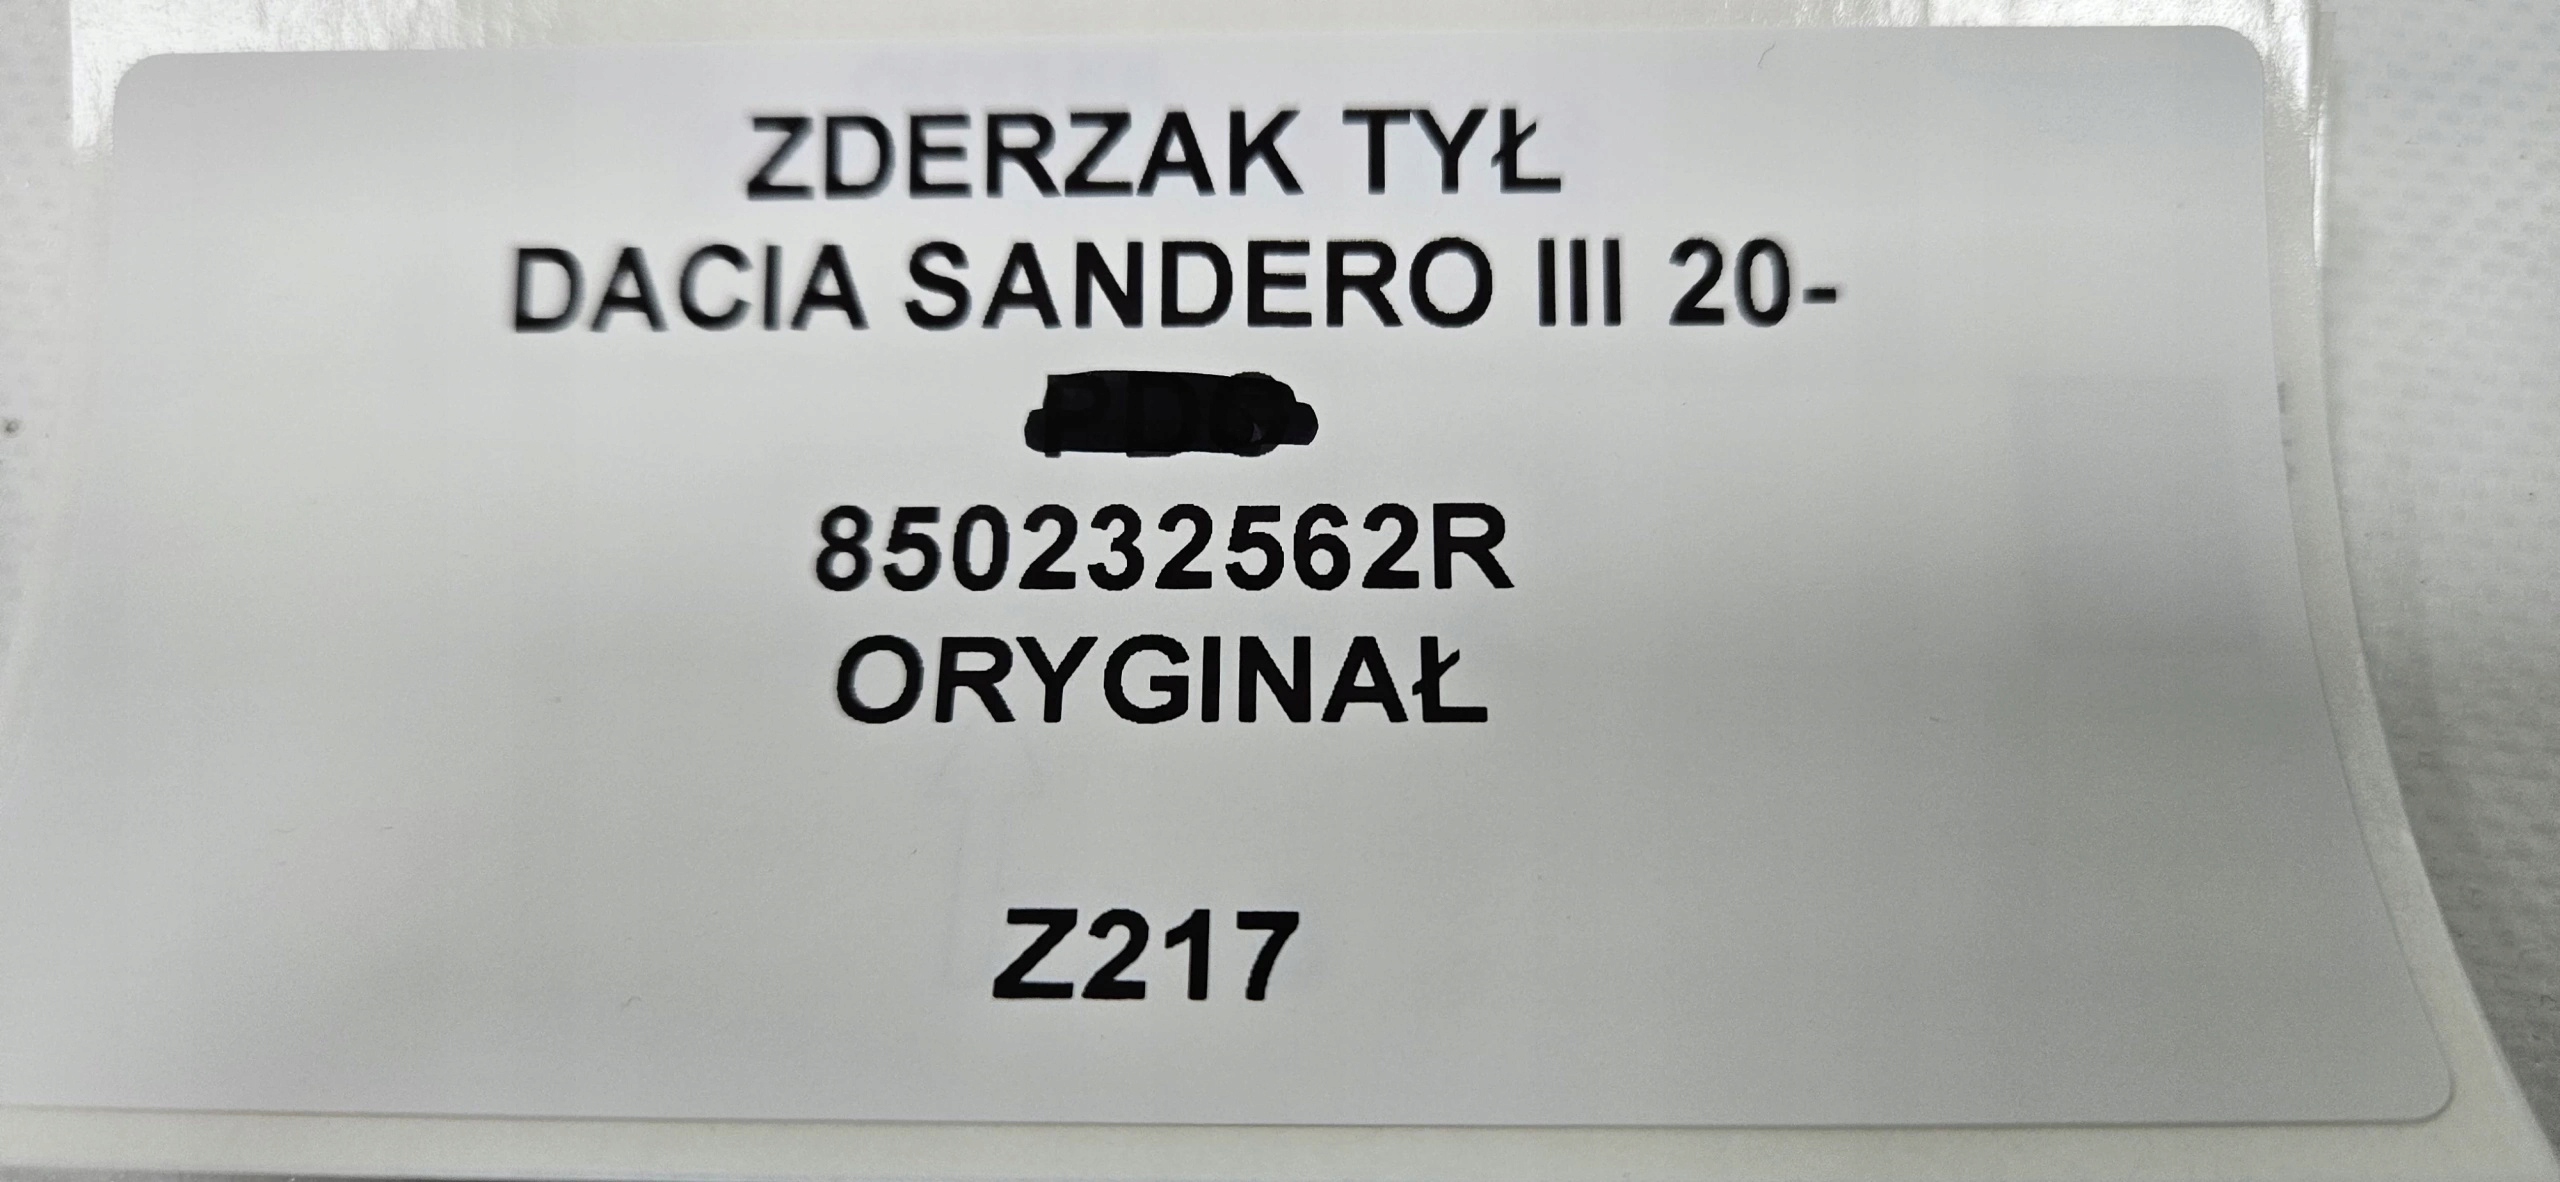 ZDERZAK TYŁ
DACIA SANDERO III 20-
850232562R
ORYGINAŁ
Z217